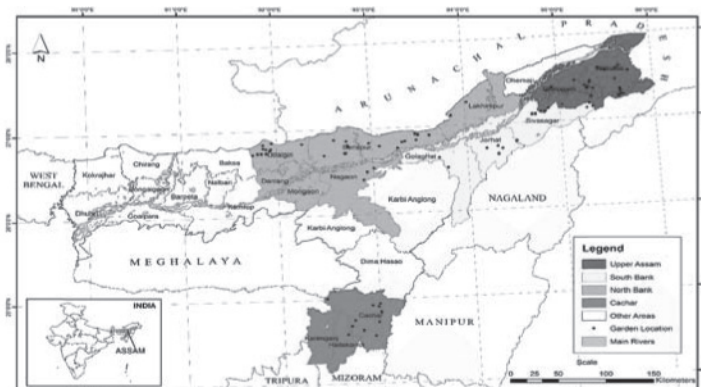 A R U N A C H A L P R A D E S H
N
WEST
BENGAL
Kokrajhar
Chirang
Baksa
Bongaigaon
Barpeta
Nalbari
Kamrup
Dhubri
Goalpara
Udalguri
Darrang
Sonitpur
Nagaon
Morigaon
Lakhimpur
Dhemaji
Dibrugarh
Tinsukia
Sivasagar
Jorhat
Golaghat
Karbi Anglong
Karbi Anglong
Dima Hasao
NAGALAND
MEGHALAYA
MANIPUR
Cachar
Karimganj
Hailakandi
TRIPURA
MIZORAM
INDIA
ASSAM
Legend
Upper Assam
South Bank
North Bank
Cachar
Other Areas
Garden Location
Main Rivers
Scale
0 25 50 100 150
Kilometers